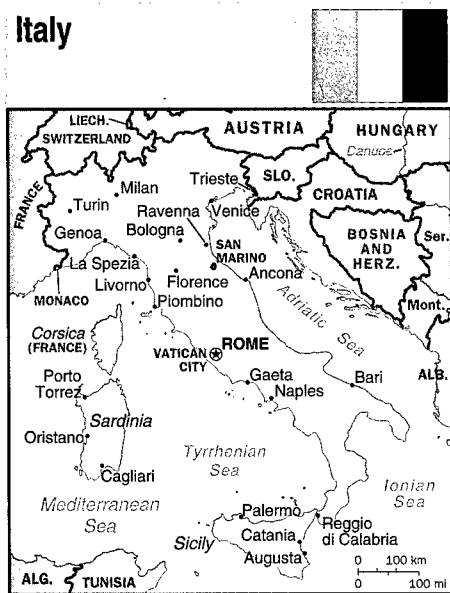 Italy
LIECH.
SWITZERLAND
AUSTRIA
HUNGARY
Danube
FRANCE
Milan
Trieste
SLO.
CROATIA
Turin
Venice
Ravenna
Genoa
Bologna
SAN
MARINO
BOSNIA
AND
HERZ.
Ser.
La Spezia
Livorno
Florence
Ancona
MONACO
Piombino
Adriatic Sea
Mont.
Corsica
(FRANCE)
ROME
VATICAN
CITY
ALB.
Porto
Torrez
Gaeta
Naples
Bari
Sardinia
Oristano
Tyrrhenian
Sea
Cagliari
Ionian
Sea
Mediterranean
Sea
Palermo
Reggio
di Calabria
Sicily
Catania
Augusta
ALG.
TUNISIA
0 100 km
0 100 mi